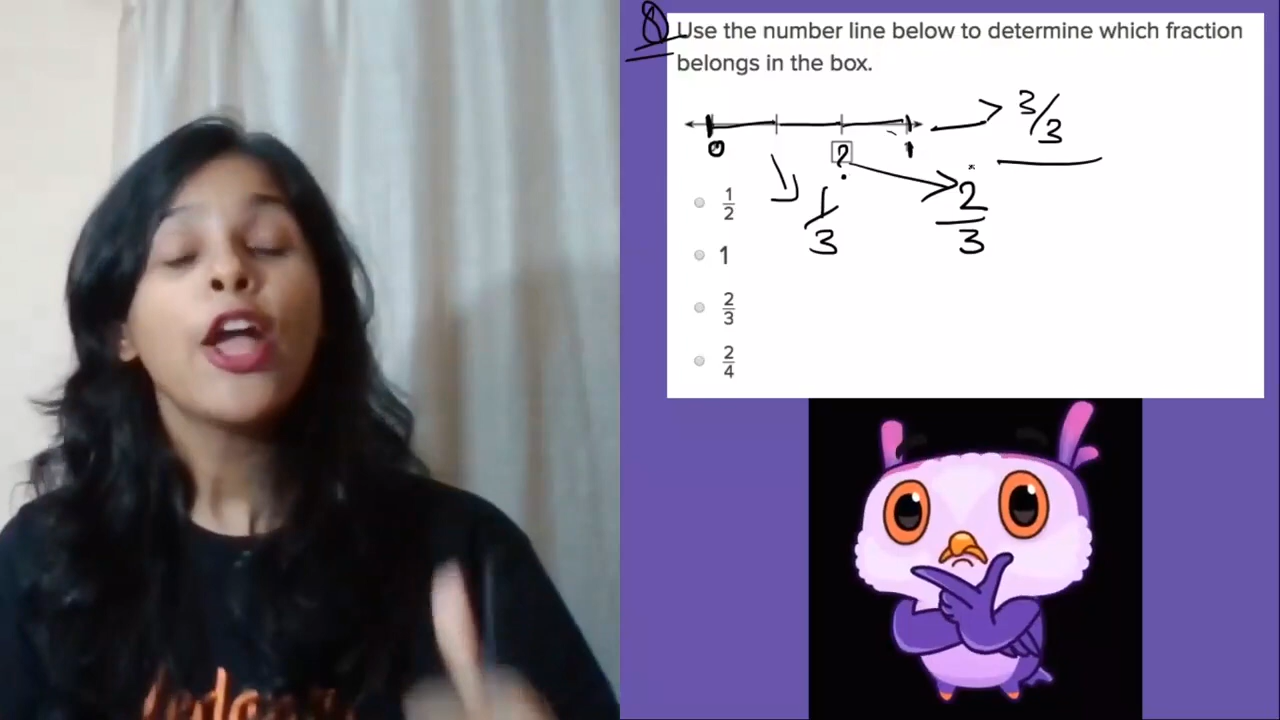 8
Use the number line below to determine which fraction
belongs in the box.
0 ? 1 → 3/3
1/3
2/3
1/2
1
2/3
2/4